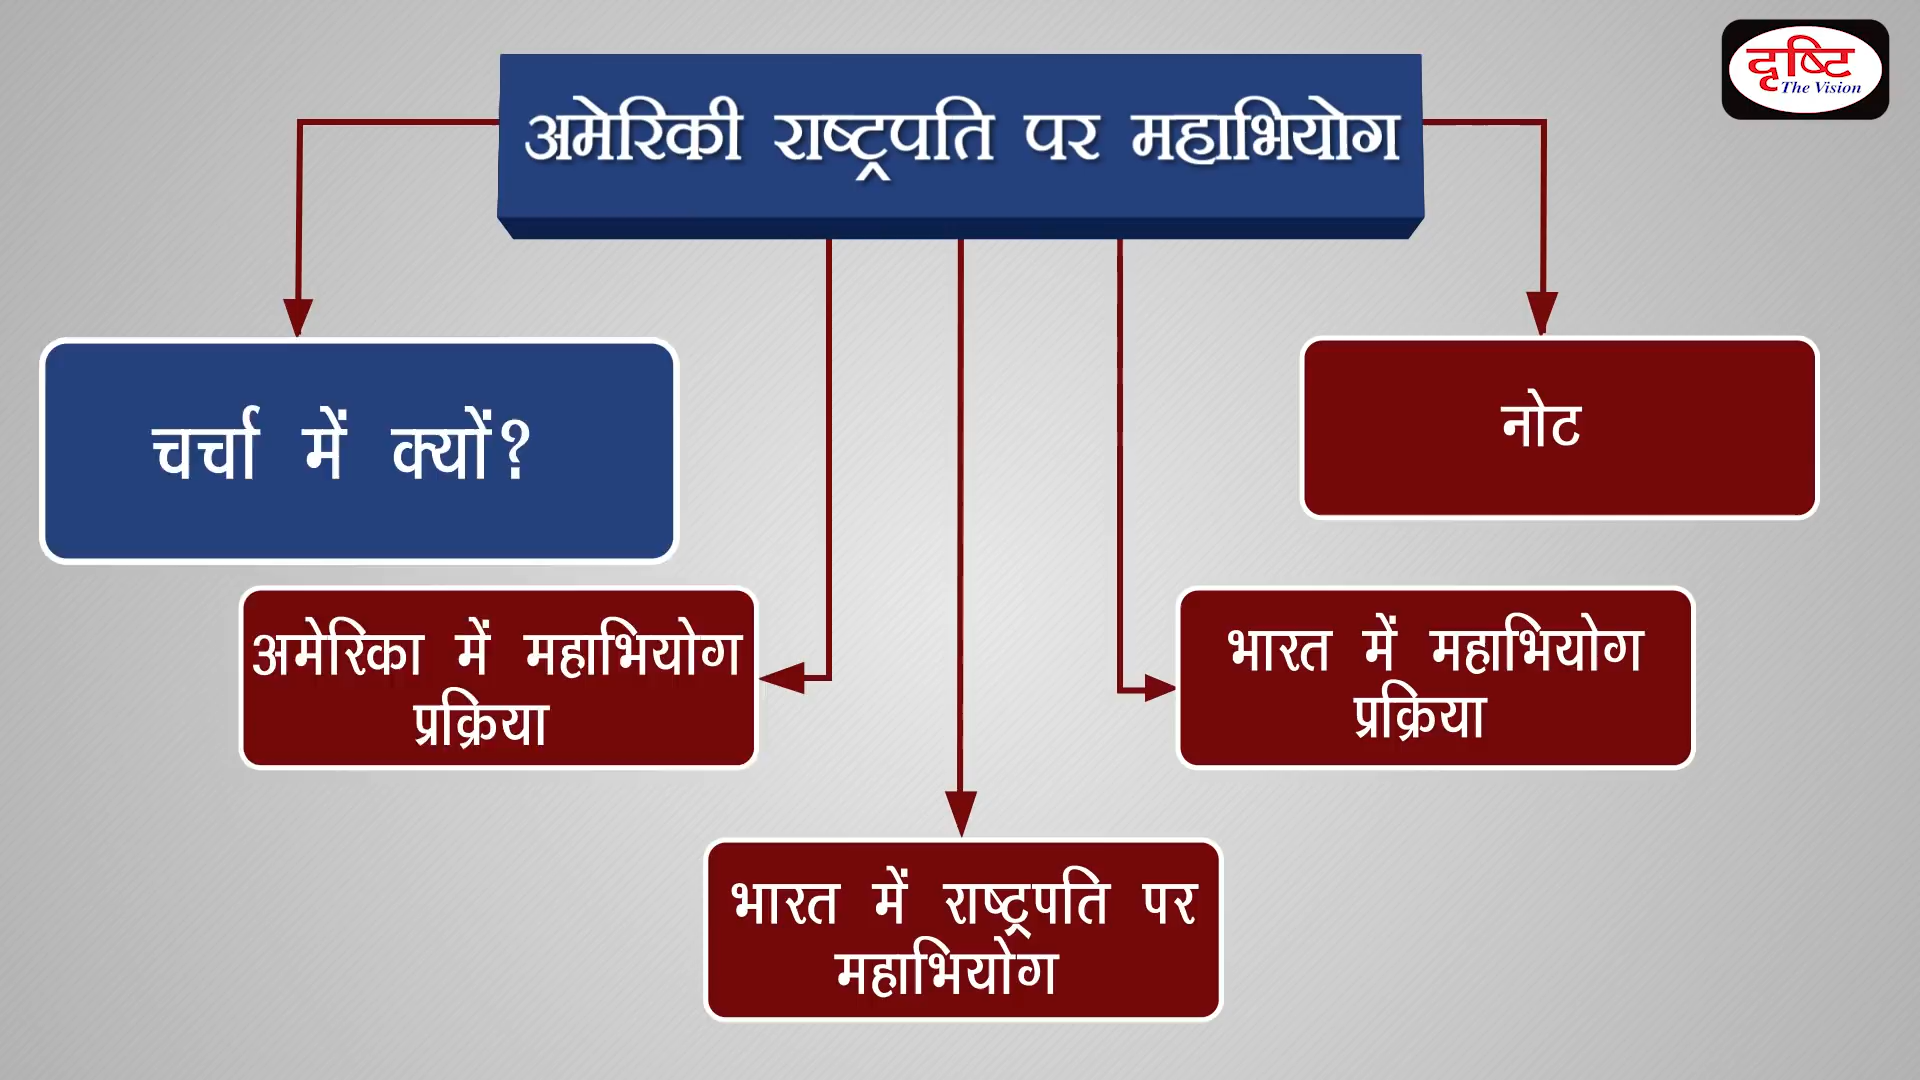 दृष्टि
The Vision
अमेरिकी राष्ट्रपति पर महाभियोग
चर्चा में क्यों?
नोट
अमेरिका में महाभियोग
प्रक्रिया
भारत में महाभियोग
प्रक्रिया
भारत में राष्ट्रपति पर
महाभियोग